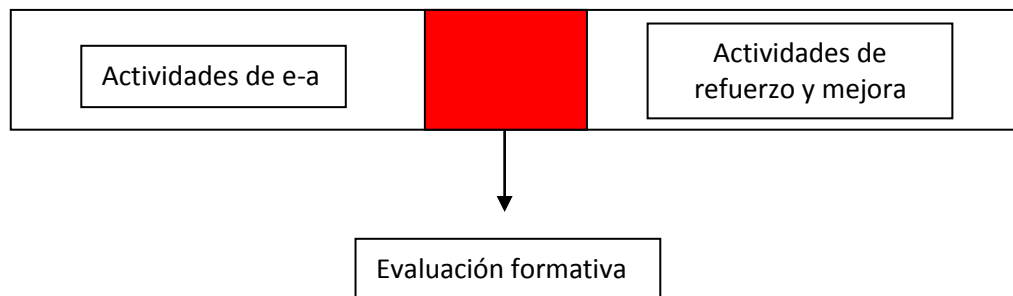 Actividades de e-a
Actividades de
refuerzo y mejora
Evaluación formativa